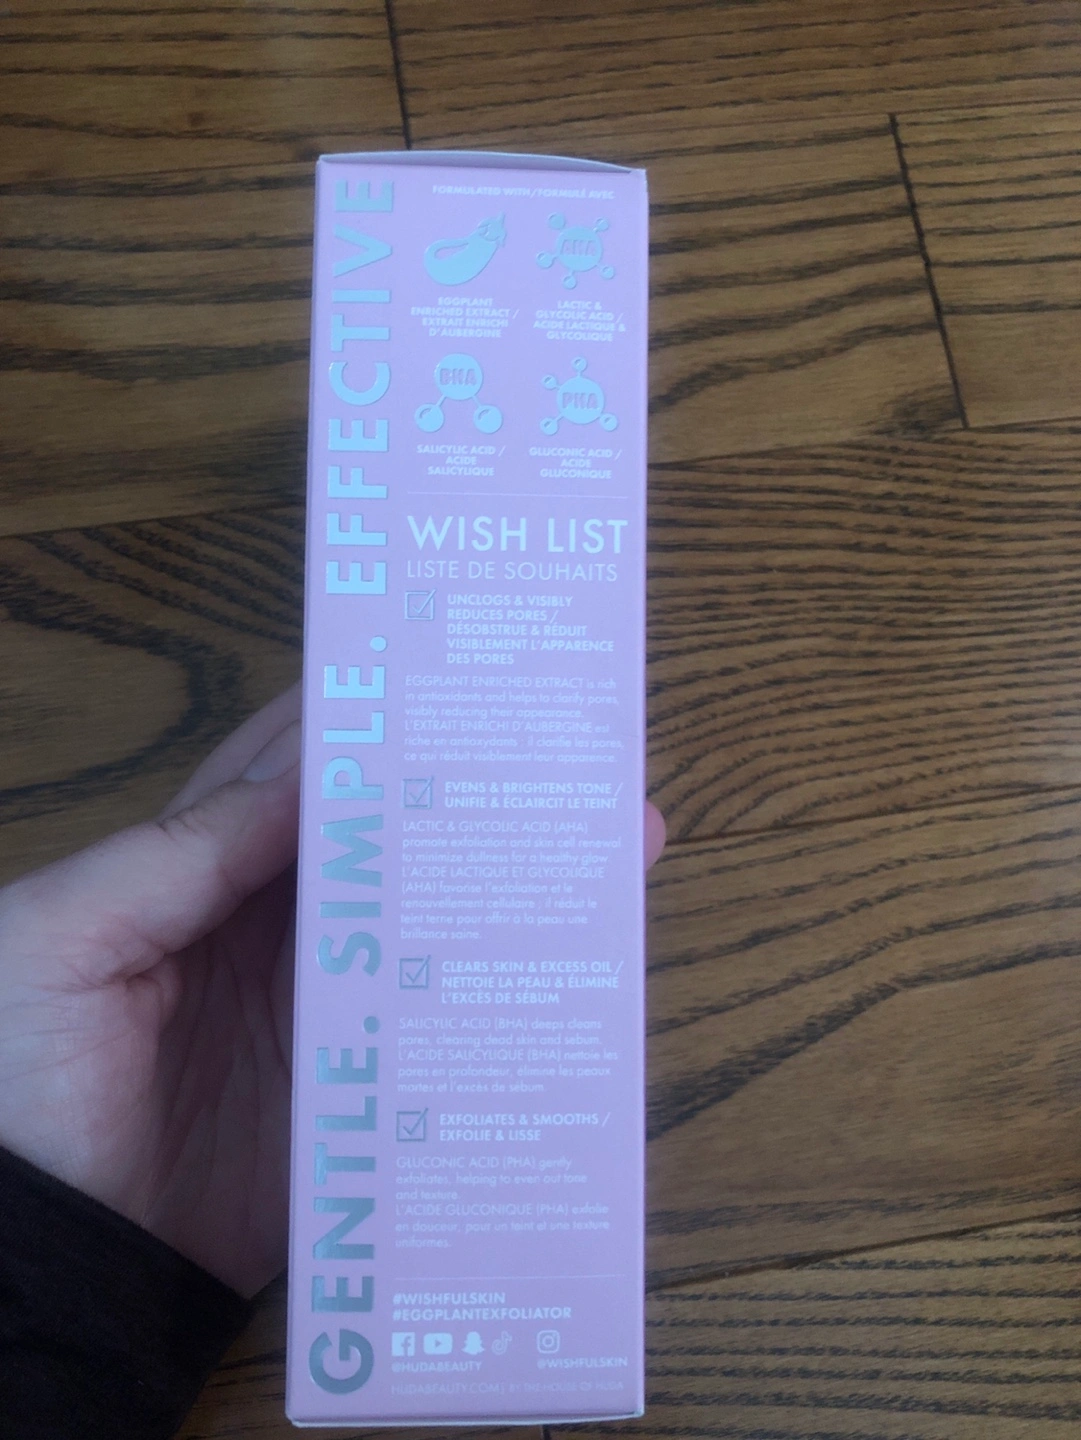 GENTLE. SIMPLE. EFFECTIVE
FORMULATED WITH/FORMULÉ AVEC
EGGPLANT
ENRICHED EXTRACT /
EXTRAIT ENRICHI
D'AUBERGINE
AHA
LACTIC &
GLYCOLIC ACID /
ACIDE LACTIQUE &
GLYCOLIQUE
BHA
SALICYLIC ACID /
ACIDE
SALICYLIQUE
PHA
GLUCONIC ACID /
ACIDE
GLUCONIQUE
WISH LIST
LISTE DE SOUHAITS
UNCLOGS & VISIBLY
REDUCES PORES /
DÉSOBSTRUE & RÉDUIT
VISIBLEMENT L'APPARENCE
DES PORES
EGGPLANT ENRICHED EXTRACT is rich
in antioxidants and helps to clarify pores,
visibly reducing their appearance.
L'EXTRAIT ENRICHI D'AUBERGINE est
riche en antioxydants : il clarifie les pores,
ce qui réduit visiblement leur apparence.
EVENS & BRIGHTENS TONE /
UNIFIE & ÉCLAIRCIT LE TEINT
LACTIC & GLYCOLIC ACID (AHA)
promote exfoliation and skin cell renewal
to minimize dullness for a healthy glow.
L'ACIDE LACTIQUE ET GLYCOLIQUE
(AHA) favorise l'exfoliation et le
renouvellement cellulaire ; il réduit le
teint terne pour offrir à la peau une
brillance saine.
CLEARS SKIN & EXCESS OIL /
NETTOIE LA PEAU & ÉLIMINE
L'EXCÈS DE SÉBUM
SALICYLIC ACID (BHA) deeps cleans
pores, clearing dead skin and sebum.
L'ACIDE SALICYLIQUE (BHA) nettoie les
pores en profondeur, élimine les peaux
mortes et l'excès de sébum.
EXFOLIATES & SMOOTHS /
EXFOLIE & LISSE
GLUCONIC ACID (PHA) gently
exfoliates, helping to even out tone
and texture.
L'ACIDE GLUCONIQUE (PHA) exfolie
en douceur, pour un teint et une texture
uniformes.
#WISHFULSKIN
#EGGPLANTEXFOLIATOR
@HUDABEAUTY @WISHFULSKIN
HUDABEAUTY.COM | BY THE HOUSE OF HUDA